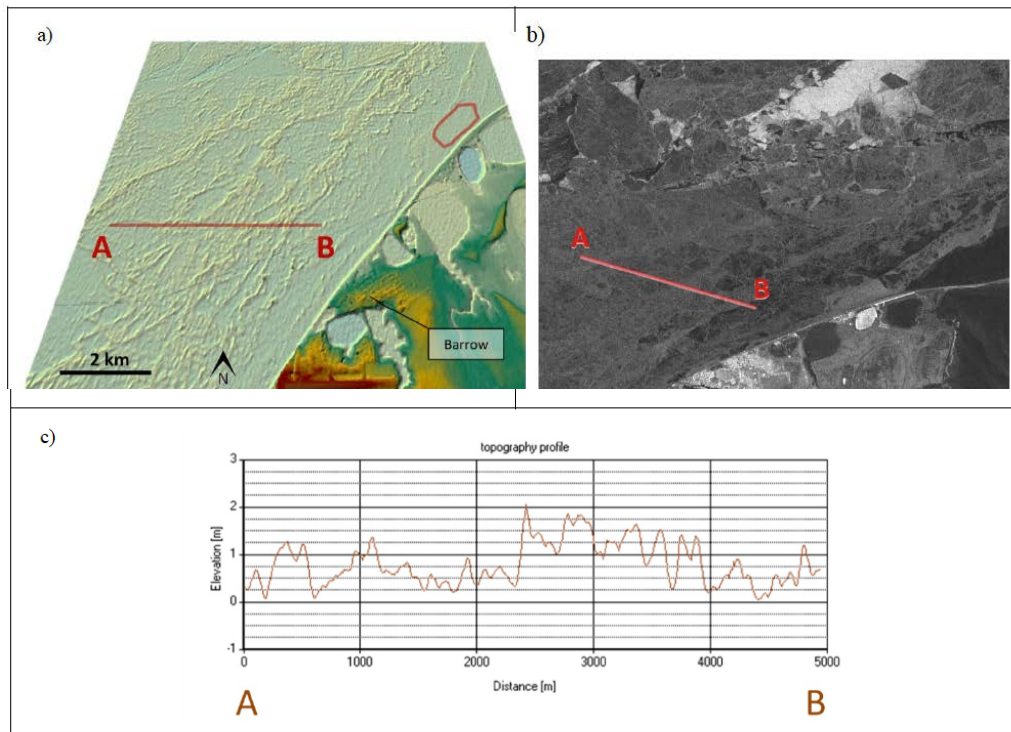 a)
A
B
Barrow
2 km
N
b)
A
B
c)
topography profile
Elevation [m]
3
2
1
0
-1
0 1000 2000 3000 4000 5000
Distance [m]
A B